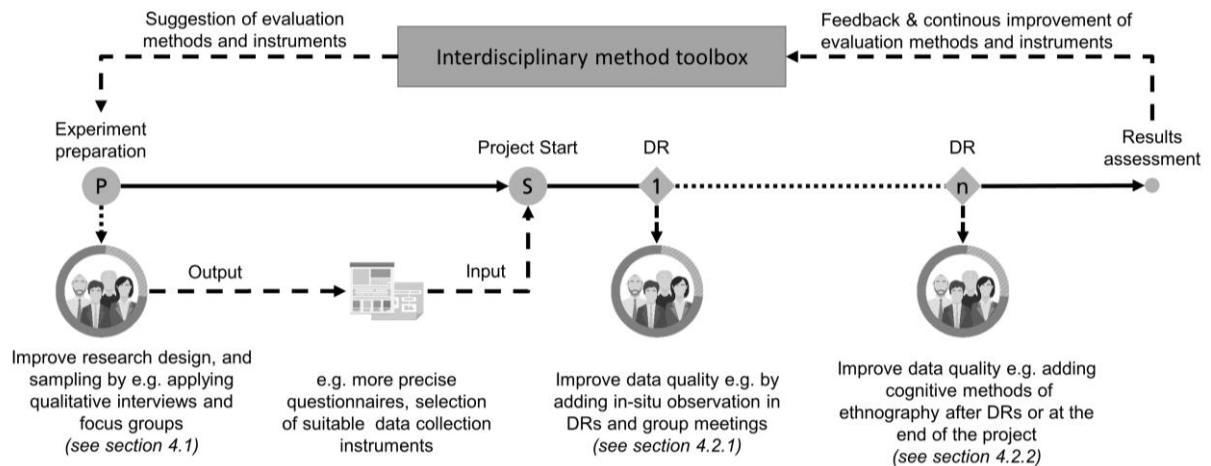 Suggestion of evaluation
methods and instruments
Interdisciplinary method toolbox
Feedback & continous improvement of
evaluation methods and instruments
Experiment
preparation
Project Start
DR
DR
Results
assessment
P
S
1
n
Output
Input
Improve research design, and
sampling by e.g. applying
qualitative interviews and
focus groups
(see section 4.1)
e.g. more precise
questionnaires, selection
of suitable data collection
instruments
Improve data quality e.g. by
adding in-situ observation in
DRs and group meetings
(see section 4.2.1)
Improve data quality e.g. adding
cognitive methods of
ethnography after DRs or at the
end of the project
(see section 4.2.2)